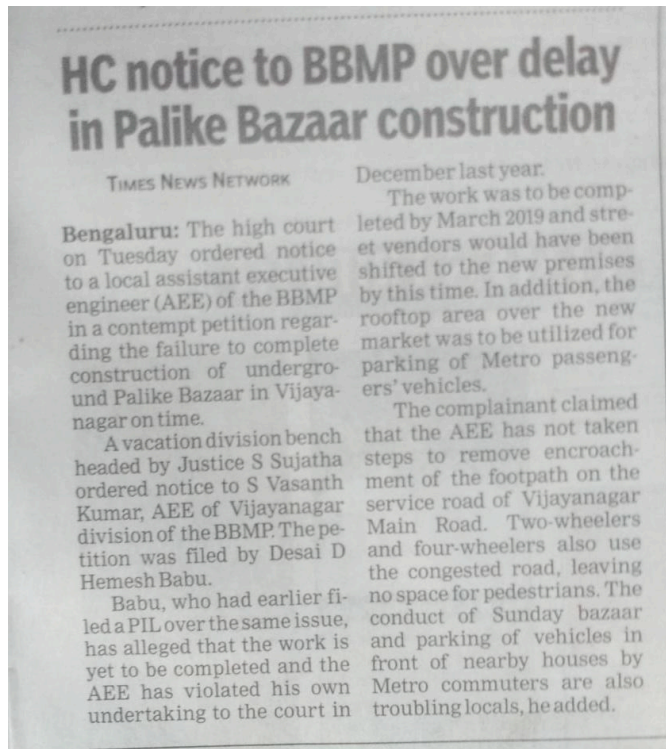 HC notice to BBMP over delay
in Palike Bazaar construction
TIMES NEWS NETWORK
Bengaluru: The high court
on Tuesday ordered notice
to a local assistant executive
engineer (AEE) of the BBMP
in a contempt petition regar-
ding the failure to complete
construction of undergro-
und Palike Bazaar in Vijaya-
nagar on time.
A vacation division bench
headed by Justice S Sujatha
ordered notice to S Vasanth
Kumar, AEE of Vijayanagar
division of the BBMP. The pe-
tition was filed by Desai D
Hemesh Babu.
Babu, who had earlier fi-
led a PIL over the same issue,
has alleged that the work is
yet to be completed and the
AEE has violated his own
undertaking to the court in
December last year.
The work was to be comp-
leted by March 2019 and stre-
et vendors would have been
shifted to the new premises
by this time. In addition, the
rooftop area over the new
market was to be utilized for
parking of Metro passeng-
ers' vehicles.
The complainant claimed
that the AEE has not taken
steps to remove encroach-
ment of the footpath on the
service road of Vijayanagar
Main Road. Two-wheelers
and four-wheelers also use
the congested road, leaving
no space for pedestrians. The
conduct of Sunday bazaar
and parking of vehicles in
front of nearby houses by
Metro commuters are also
troubling locals, he added.